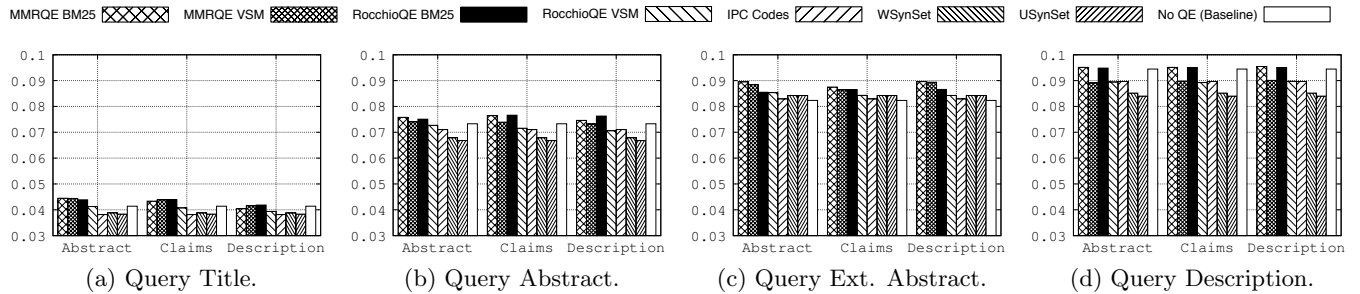 MMRQE BM25 MMRQE VSM RocchioQE BM25 RocchioQE VSM IPC Codes WSynSet USynSet No QE (Baseline)
0.1 0.1 0.1 0.1
0.09 0.09 0.09 0.09
0.08 0.08 0.08 0.08
0.07 0.07 0.07 0.07
0.06 0.06 0.06 0.06
0.05 0.05 0.05 0.05
0.04 0.04 0.04 0.04
0.03 0.03 0.03 0.03
Abstract Claims Description Abstract Claims Description Abstract Claims Description Abstract Claims Description
(a) Query Title. (b) Query Abstract. (c) Query Ext. Abstract. (d) Query Description.